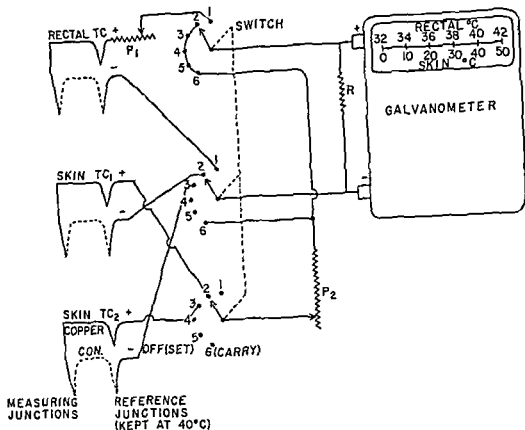 RECTAL TC +
P1
-
1
2
3
4
5
6
SWITCH
+
RECTAL °C
32 34 36 38 40 42
0 10 20 30 40 50
SKIN °C
GALVANOMETER
R
-
SKIN TC1 +
-
1
2
3
4
5
6
P2
SKIN TC2 +
COPPER
CON. -
1
2
3
4
5
OFF(SET)
6(CARRY)
MEASURING
JUNCTIONS
REFERENCE
JUNCTIONS
(KEPT AT 40°C)